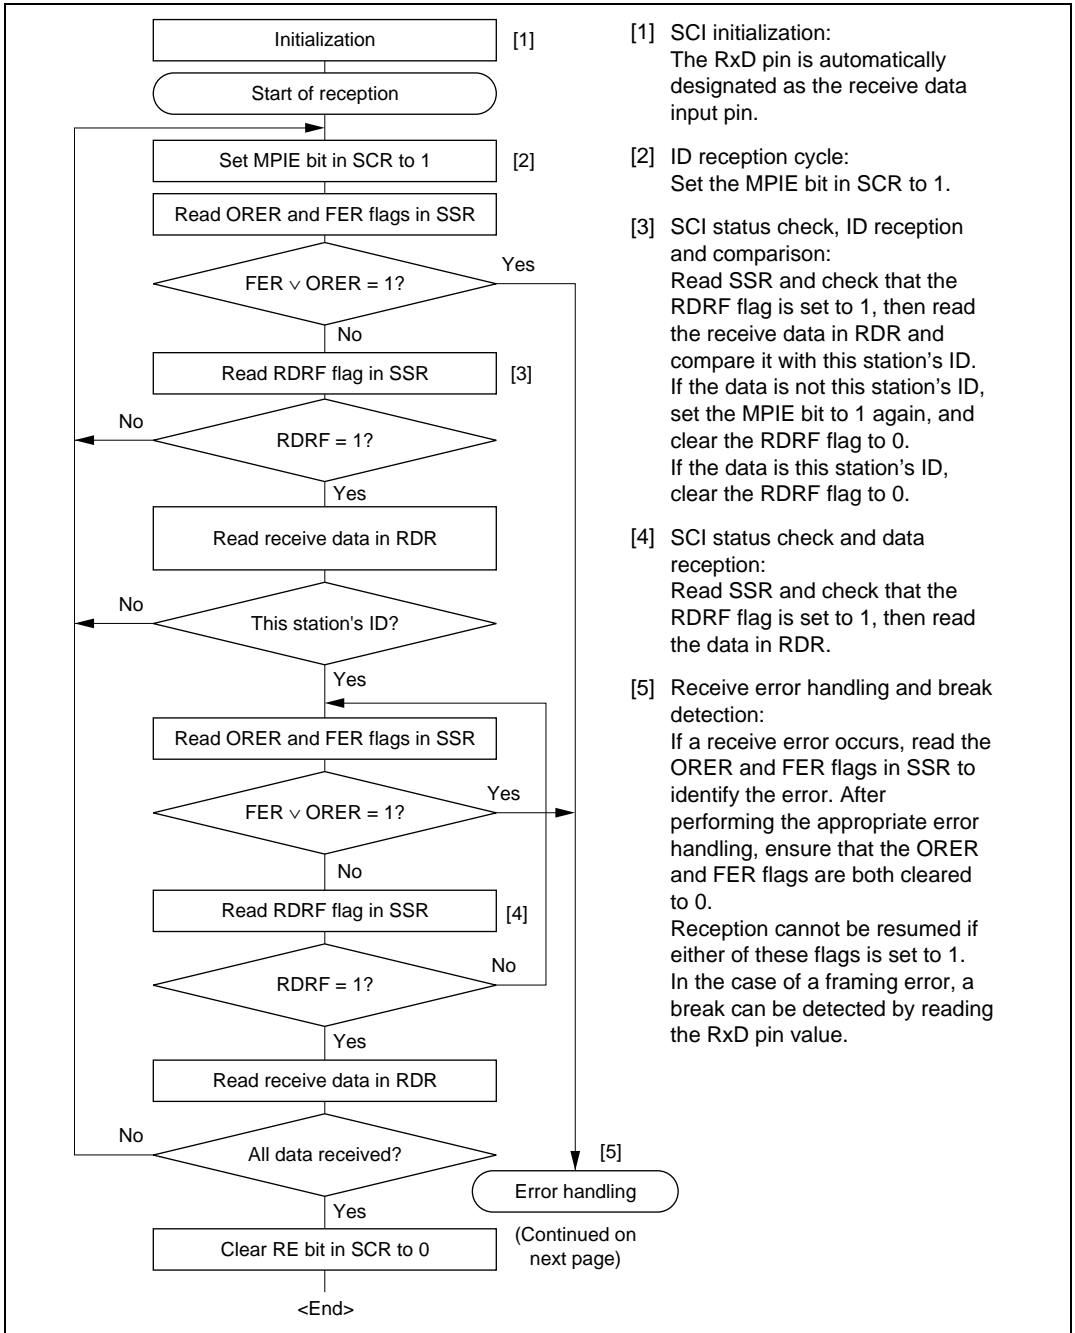 Initialization
[1]
Start of reception
Set MPIE bit in SCR to 1
[2]
Read ORER and FER flags in SSR
FER ∨ ORER = 1?
Yes
No
Read RDRF flag in SSR
[3]
No
RDRF = 1?
Yes
Read receive data in RDR
No
This station's ID?
Yes
Read ORER and FER flags in SSR
FER ∨ ORER = 1?
Yes
No
Read RDRF flag in SSR
[4]
RDRF = 1?
No
Yes
Read receive data in RDR
No
All data received?
[5]
Error handling
Yes
Clear RE bit in SCR to 0
(Continued on
next page)
<End>
[1] SCI initialization:
The RxD pin is automatically
designated as the receive data
input pin.
[2] ID reception cycle:
Set the MPIE bit in SCR to 1.
[3] SCI status check, ID reception
and comparison:
Read SSR and check that the
RDRF flag is set to 1, then read
the receive data in RDR and
compare it with this station's ID.
If the data is not this station's ID,
set the MPIE bit to 1 again, and
clear the RDRF flag to 0.
If the data is this station's ID,
clear the RDRF flag to 0.
[4] SCI status check and data
reception:
Read SSR and check that the
RDRF flag is set to 1, then read
the data in RDR.
[5] Receive error handling and break
detection:
If a receive error occurs, read the
ORER and FER flags in SSR to
identify the error. After
performing the appropriate error
handling, ensure that the ORER
and FER flags are both cleared
to 0.
Reception cannot be resumed if
either of these flags is set to 1.
In the case of a framing error, a
break can be detected by reading
the RxD pin value.